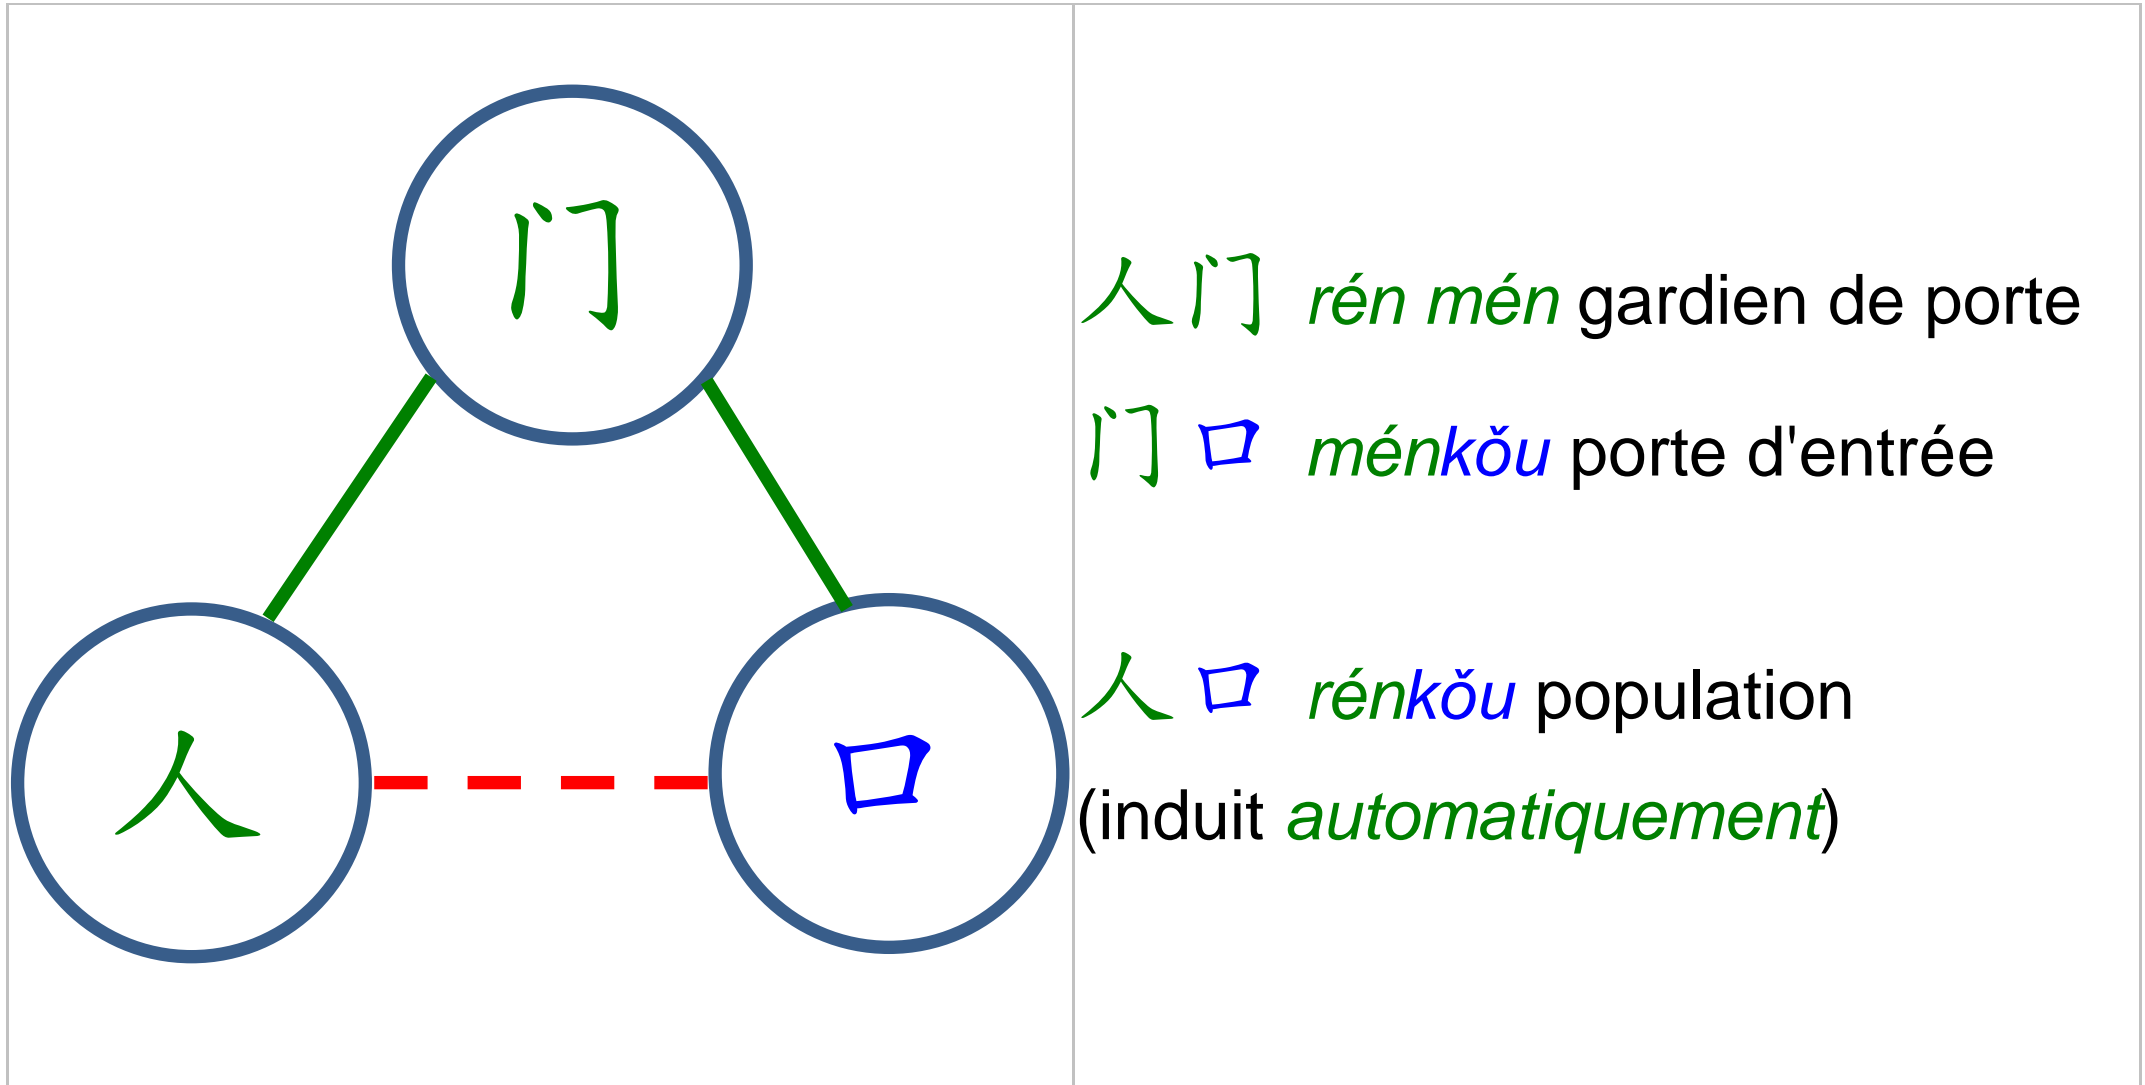 门
人
口
人门 rén mén gardien de porte
门口 ménkǒu porte d'entrée
人口 rénkǒu population
(induit automatiquement)